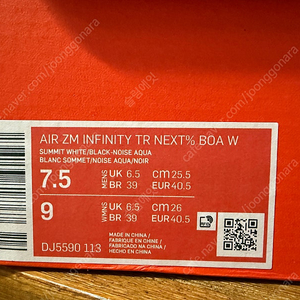 AIR ZM INFINITY TR NEXT% BOA W
SUMMIT WHITE/BLACK-NOISE AQUA
BLANC SOMMET/NOISE AQUA/NOIR
7.5 MENS UK 6.5 cm 25.5
BR 39 EUR 40.5
9 WMNS UK 6.5 cm 26
BR 39 EUR 40.5
DJ5590 113
MADE IN CHINA /
FABRIQUÉ EN CHINE /
FABRICADO EN CHINA /
HECHO EN CHINA